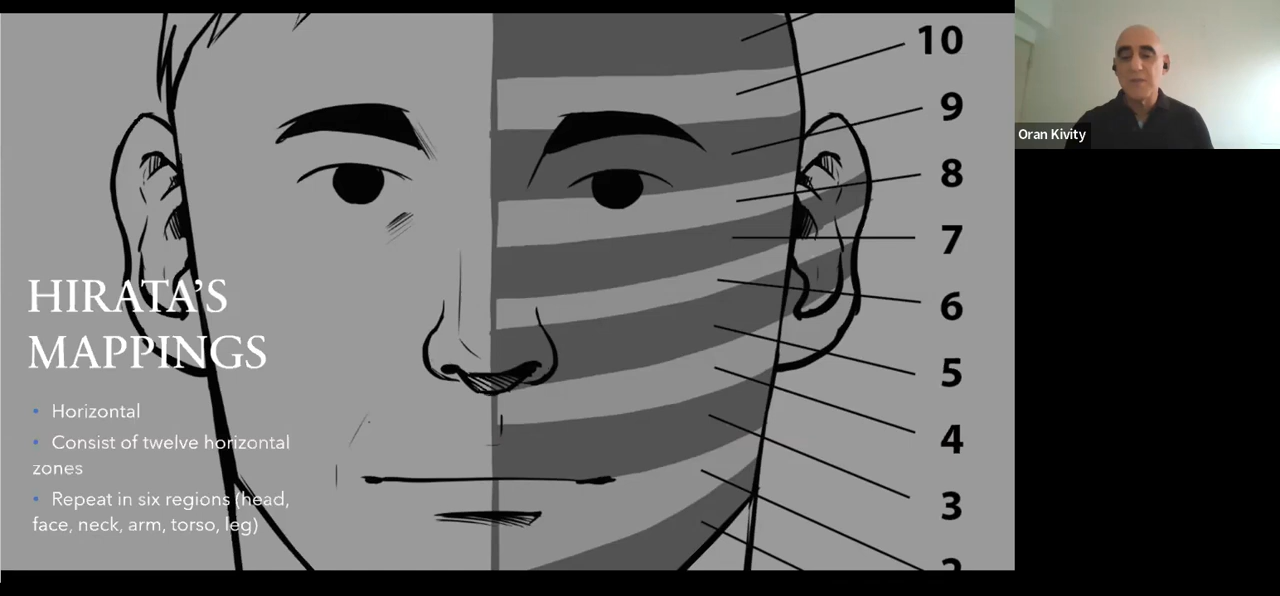 10
9
8
7
6
5
4
3
HIRATA'S
MAPPINGS
• Horizontal
• Consist of twelve horizontal
zones
• Repeat in six regions (head,
face, neck, arm, torso, leg)
Oran Kivity